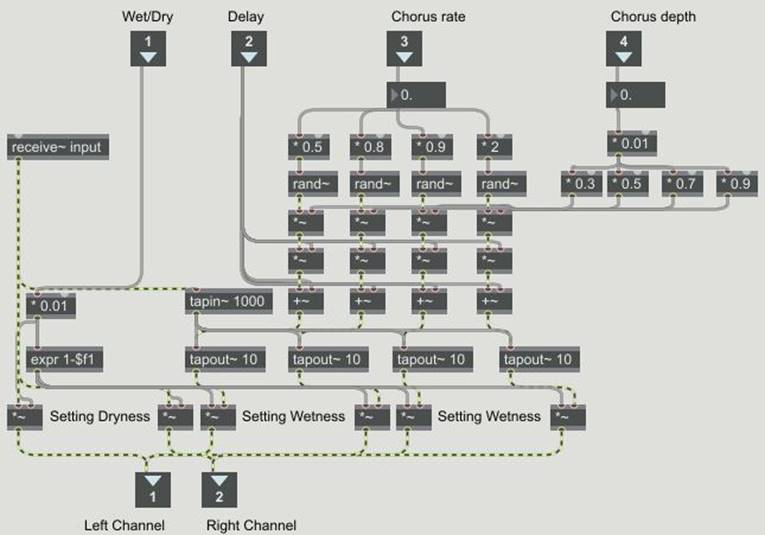 Wet/Dry Delay Chorus rate Chorus depth
1 2 3 4
0. 0.
receive~ input * 0.5 * 0.8 * 0.9 * 2 * 0.01
rand~ rand~ rand~ rand~ * 0.3 * 0.5 * 0.7 * 0.9
*~ *~ *~ *~
*~ *~ *~ *~
* 0.01 tapin~ 1000 +~ +~ +~ +~
expr 1-$f1 tapout~ 10 tapout~ 10 tapout~ 10 tapout~ 10
*~ Setting Dryness *~ *~ Setting Wetness *~ *~ Setting Wetness *~
1 2
Left Channel Right Channel